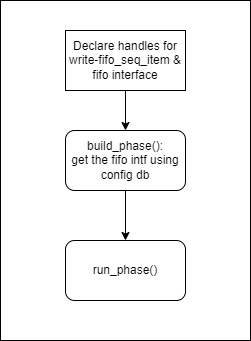 Declare handles for
write-fifo_seq_item &
fifo interface
build_phase():
get the fifo intf using
config db
run_phase()